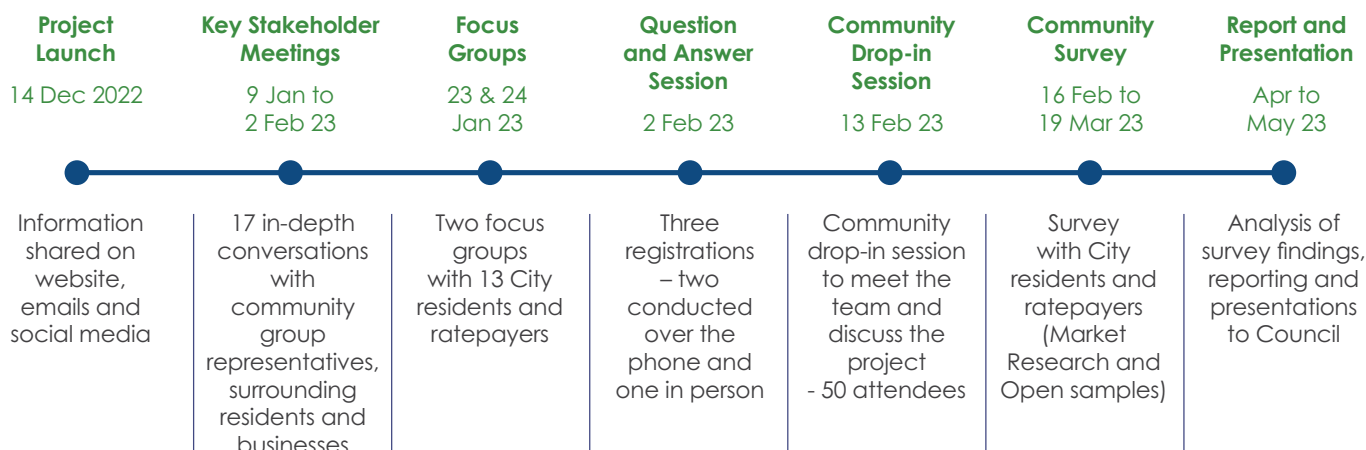 Project
Launch
14 Dec 2022
Information
shared on
website,
emails and
social media
Key Stakeholder
Meetings
9 Jan to
2 Feb 23
17 in-depth
conversations
with
community
group
representatives,
surrounding
residents and
businesses
Focus
Groups
23 & 24
Jan 23
Two focus
groups
with 13 City
residents and
ratepayers
Question
and Answer
Session
2 Feb 23
Three
registrations
– two
conducted
over the
phone and
one in person
Community
Drop-in
Session
13 Feb 23
Community
drop-in session
to meet the
team and
discuss the
project
- 50 attendees
Community
Survey
16 Feb to
19 Mar 23
Survey
with City
residents and
ratepayers
(Market
Research and
Open samples)
Report and
Presentation
Apr to
May 23
Analysis of
survey findings,
reporting and
presentations
to Council